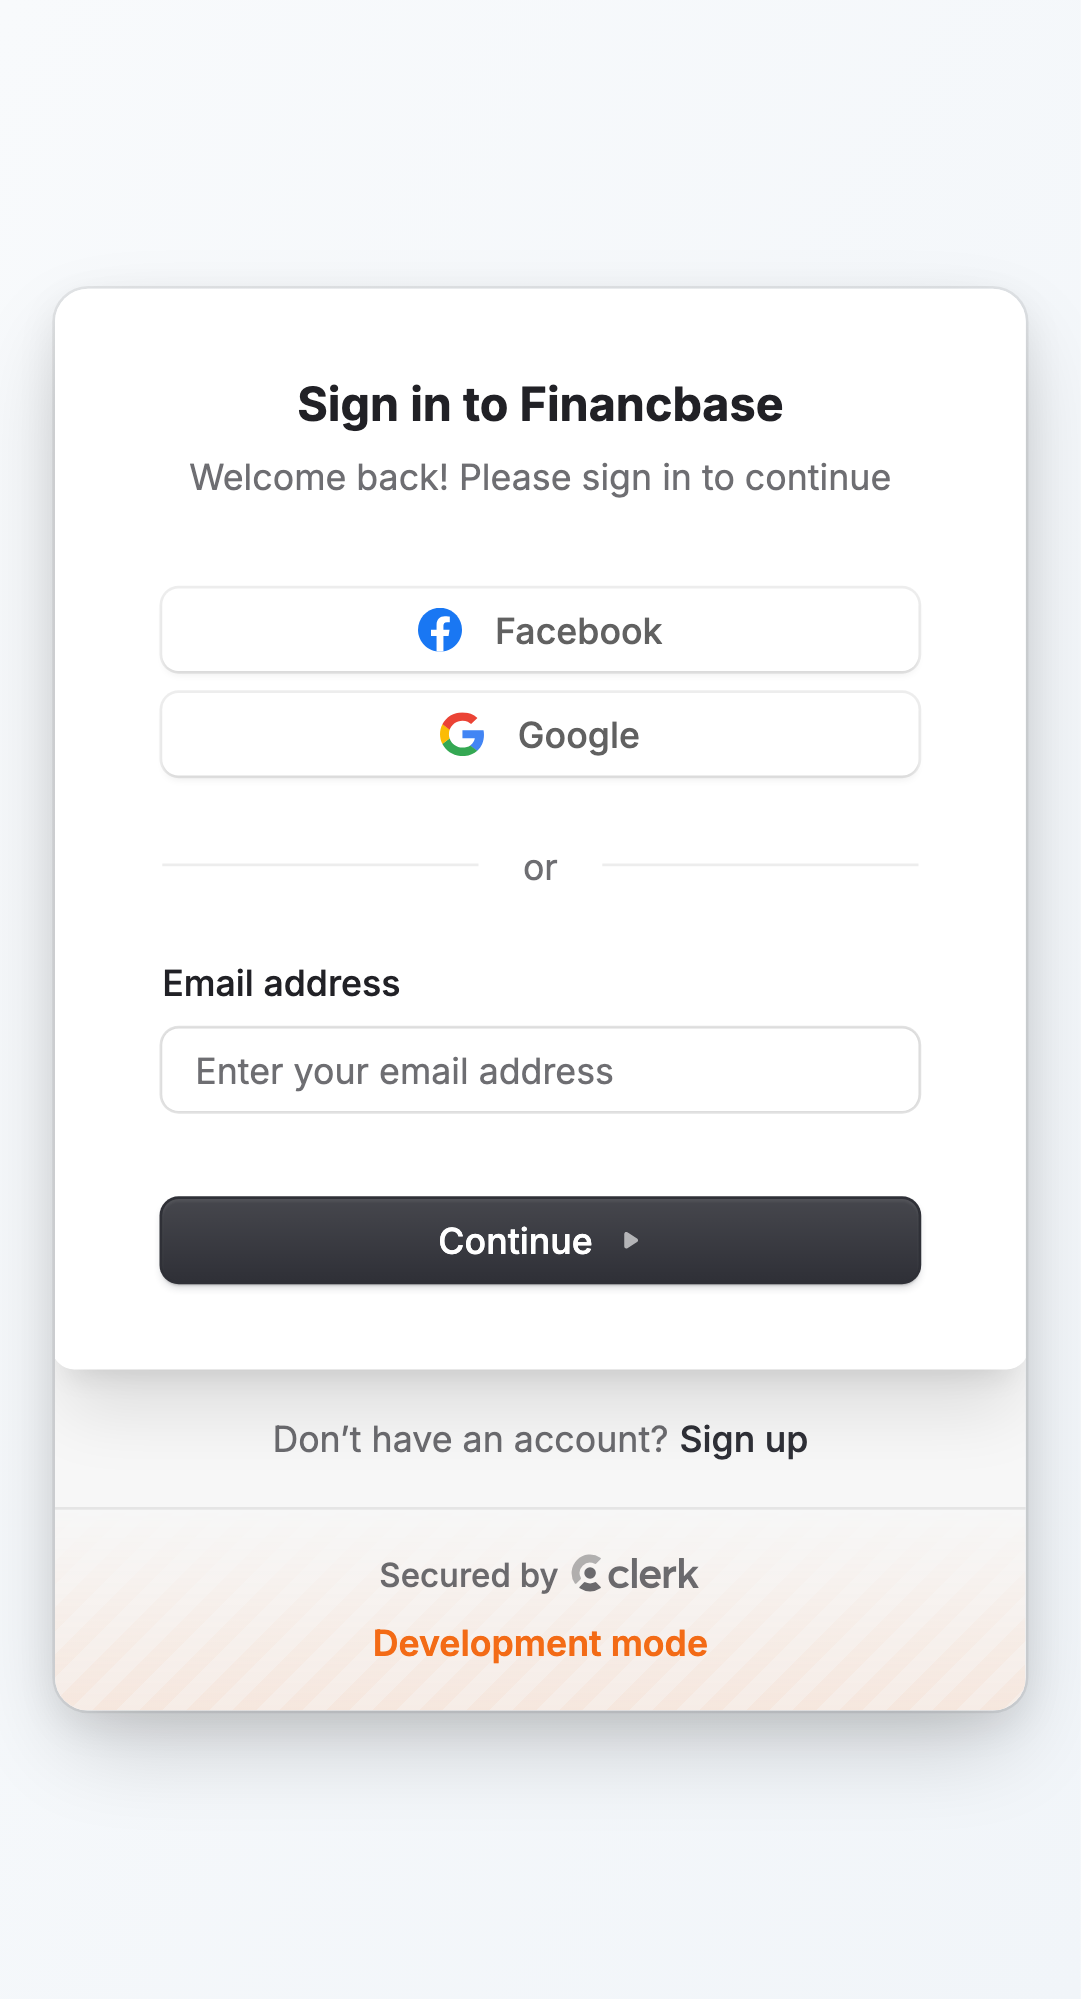 Sign in to Financbase
Welcome back! Please sign in to continue
Facebook
Google
or
Email address
Enter your email address
Continue
Don’t have an account? Sign up
Secured by clerk
Development mode